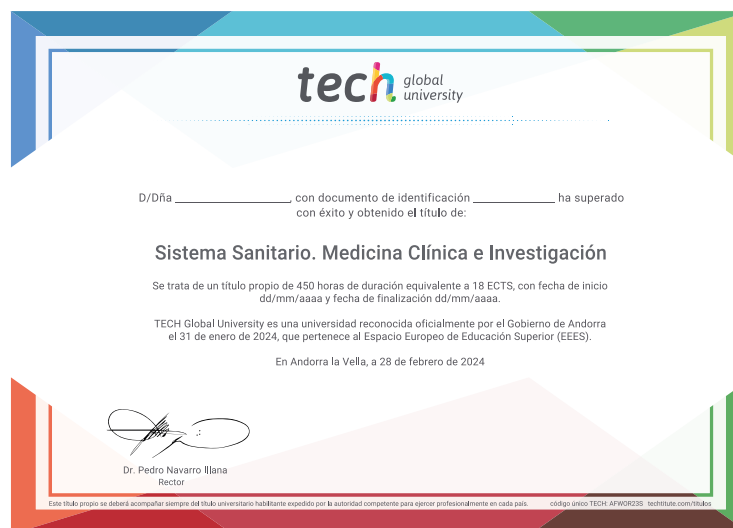 tech global university
D/Dña ____________, con documento de identificación ____________ ha superado
con éxito y obtenido el título de:
Sistema Sanitario. Medicina Clínica e Investigación
Se trata de un título propio de 450 horas de duración equivalente a 18 ECTS, con fecha de inicio
dd/mm/aaaa y fecha de finalización dd/mm/aaaa.
TECH Global University es una universidad reconocida oficialmente por el Gobierno de Andorra
el 31 de enero de 2024, que pertenece al Espacio Europeo de Educación Superior (EEES).
En Andorra la Vella, a 28 de febrero de 2024
Dr. Pedro Navarro Illana
Rector
Este título propio se deberá acompañar siempre del título universitario habilitante expedido por la autoridad competente para ejercer profesionalmente en cada país. código único TECH: AFWOR23S techtitute.com/titulos